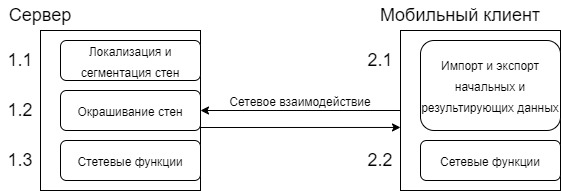 Сервер
Мобильный клиент
1.1
Локализация и
сегментация стен
2.1
Импорт и экспорт
начальных и
результирующих данных
1.2
Окрашивание стен
Сетевое взаимодействие
1.3
Стетевые функции
2.2
Сетевые функции